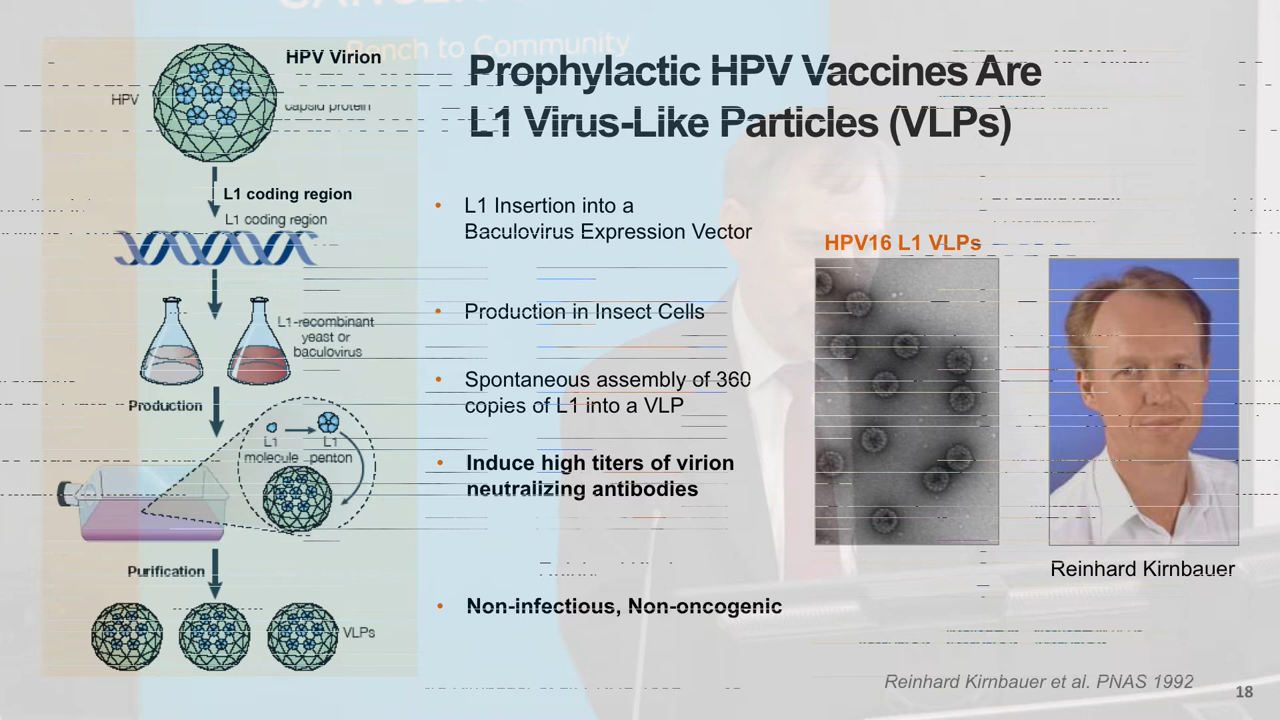 Bench to Community
HPV Virion
HPV
capsid protein
L1 coding region
L1 coding region
L1-recombinant
yeast or
baculovirus
Production
L1
molecule
L1
penton
Purification
VLPs
Prophylactic HPV Vaccines Are
L1 Virus-Like Particles (VLPs)
• L1 Insertion into a
Baculovirus Expression Vector
• Production in Insect Cells
• Spontaneous assembly of 360
copies of L1 into a VLP
• Induce high titers of virion
neutralizing antibodies
• Non-infectious, Non-oncogenic
HPV16 L1 VLPs
Reinhard Kirnbauer
Reinhard Kirnbauer et al. PNAS 1992
18